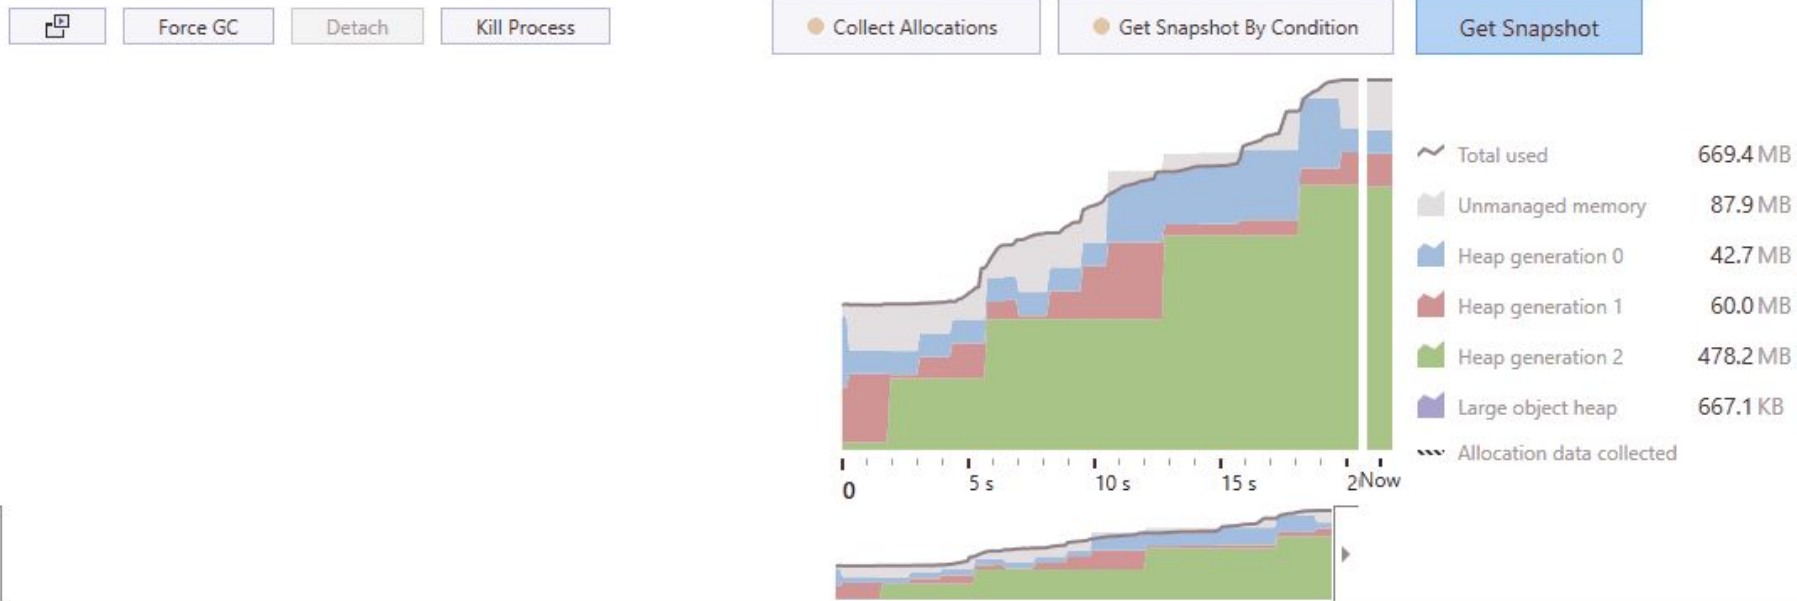 Force GC Detach Kill Process Collect Allocations Get Snapshot By Condition Get Snapshot
Total used 669.4 MB
Unmanaged memory 87.9 MB
Heap generation 0 42.7 MB
Heap generation 1 60.0 MB
Heap generation 2 478.2 MB
Large object heap 667.1 KB
Allocation data collected
0 5 s 10 s 15 s 2 Now